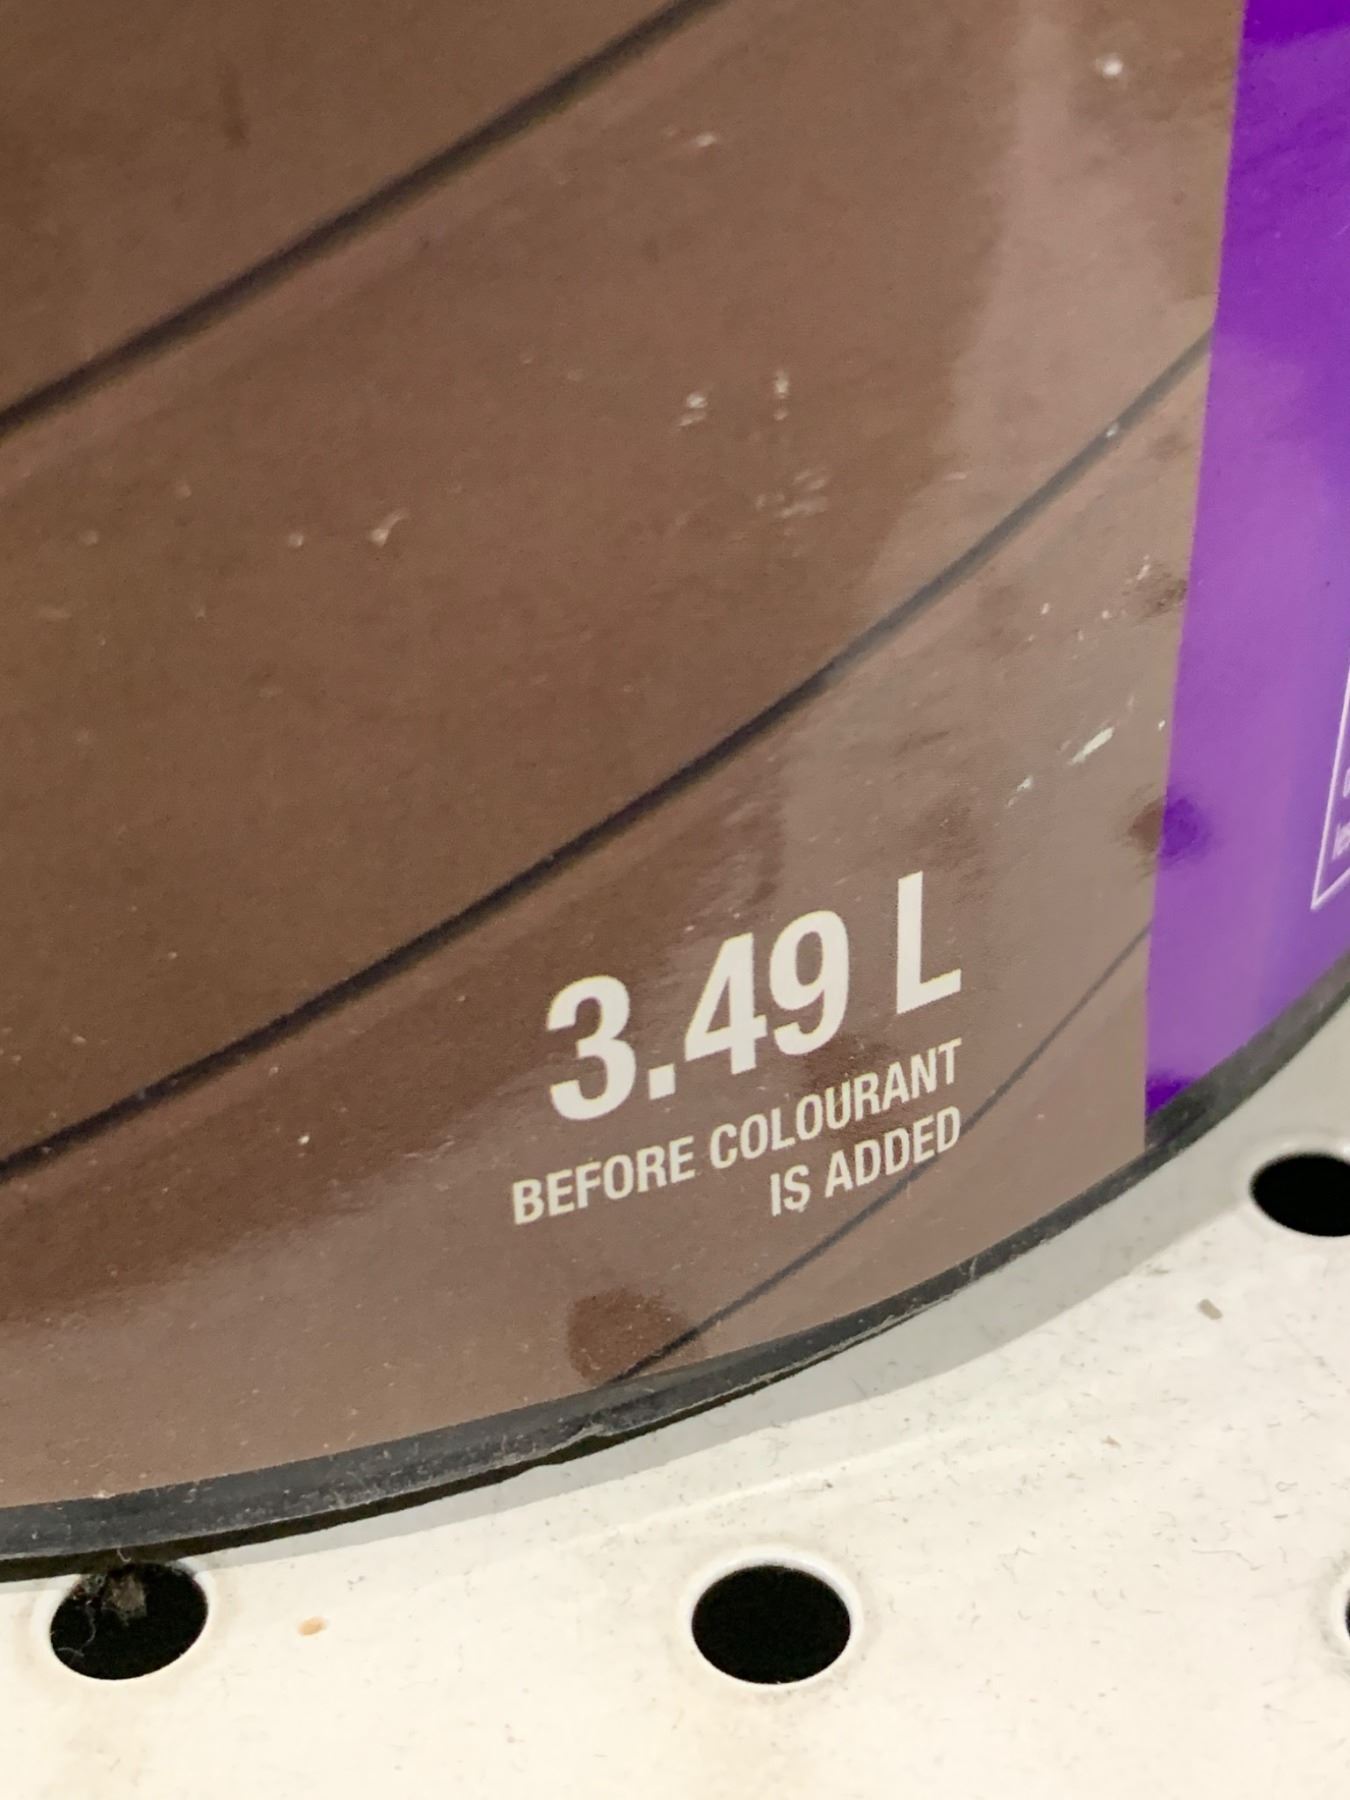 3.49 L
BEFORE COLOURANT
IS ADDED